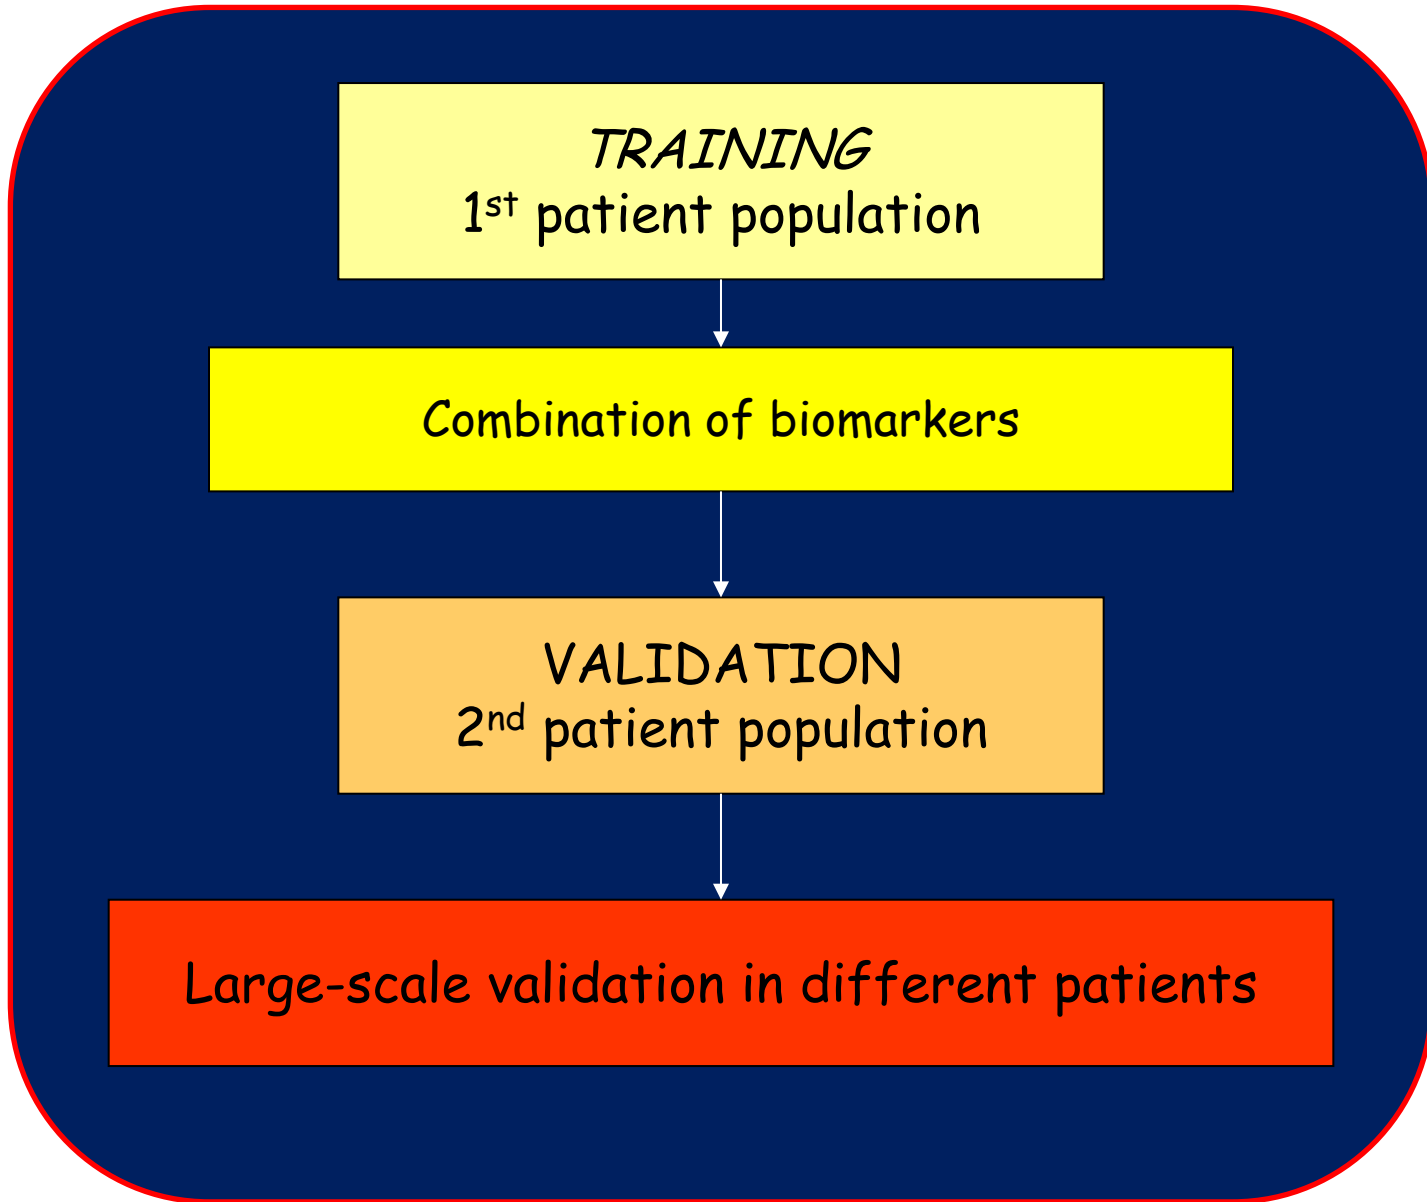 TRAINING
1st patient population
Combination of biomarkers
VALIDATION
2nd patient population
Large-scale validation in different patients